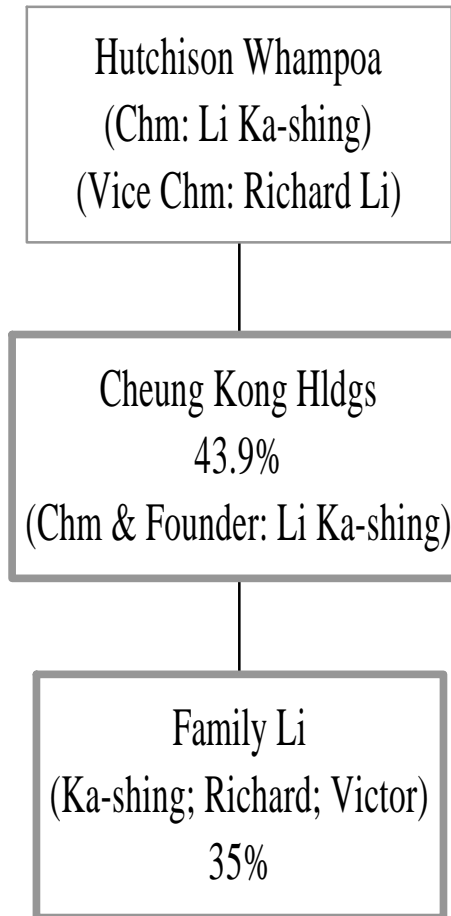 Hutchison Whampoa
(Chm: Li Ka-shing)
(Vice Chm: Richard Li)
Cheung Kong Hldgs
43.9%
(Chm & Founder: Li Ka-shing)
Family Li
(Ka-shing; Richard; Victor)
35%